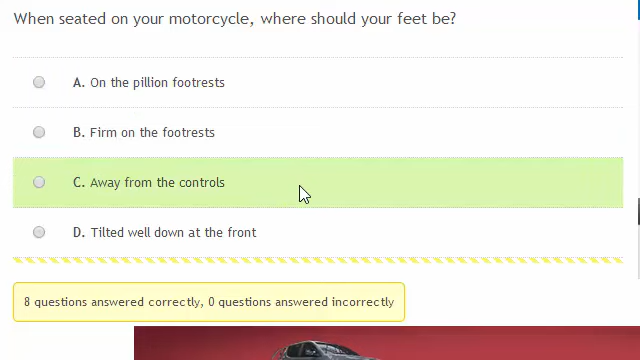 When seated on your motorcycle, where should your feet be?
A. On the pillion footrests
B. Firm on the footrests
C. Away from the controls
D. Tilted well down at the front
8 questions answered correctly, 0 questions answered incorrectly